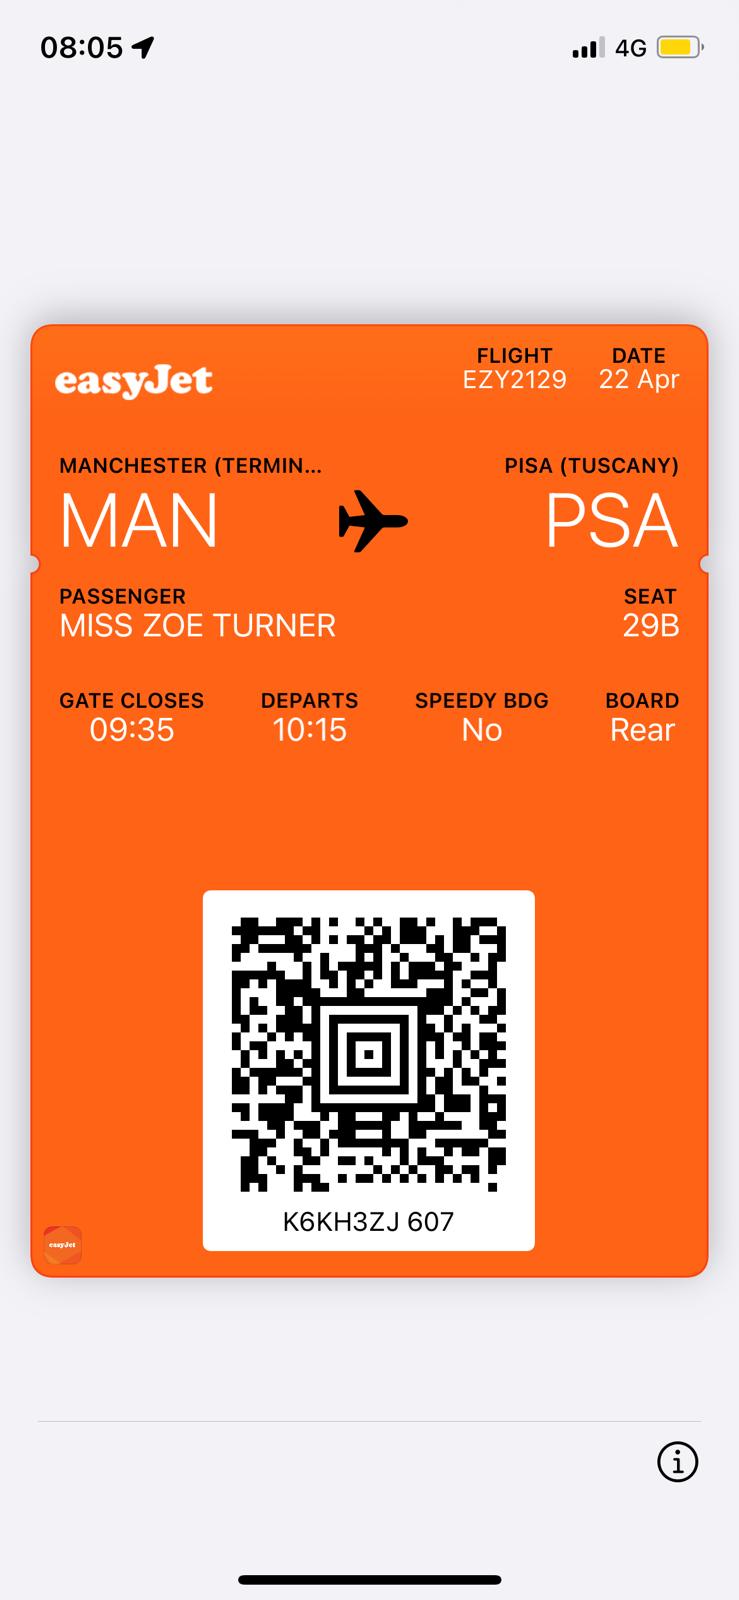 08:05
4G
easyJet
FLIGHT DATE
EZY2129 22 Apr
MANCHESTER (TERMIN... PISA (TUSCANY)
MAN PSA
PASSENGER SEAT
MISS ZOE TURNER 29B
GATE CLOSES DEPARTS SPEEDY BDG BOARD
09:35 10:15 No Rear
K6KH3ZJ 607
easyJet